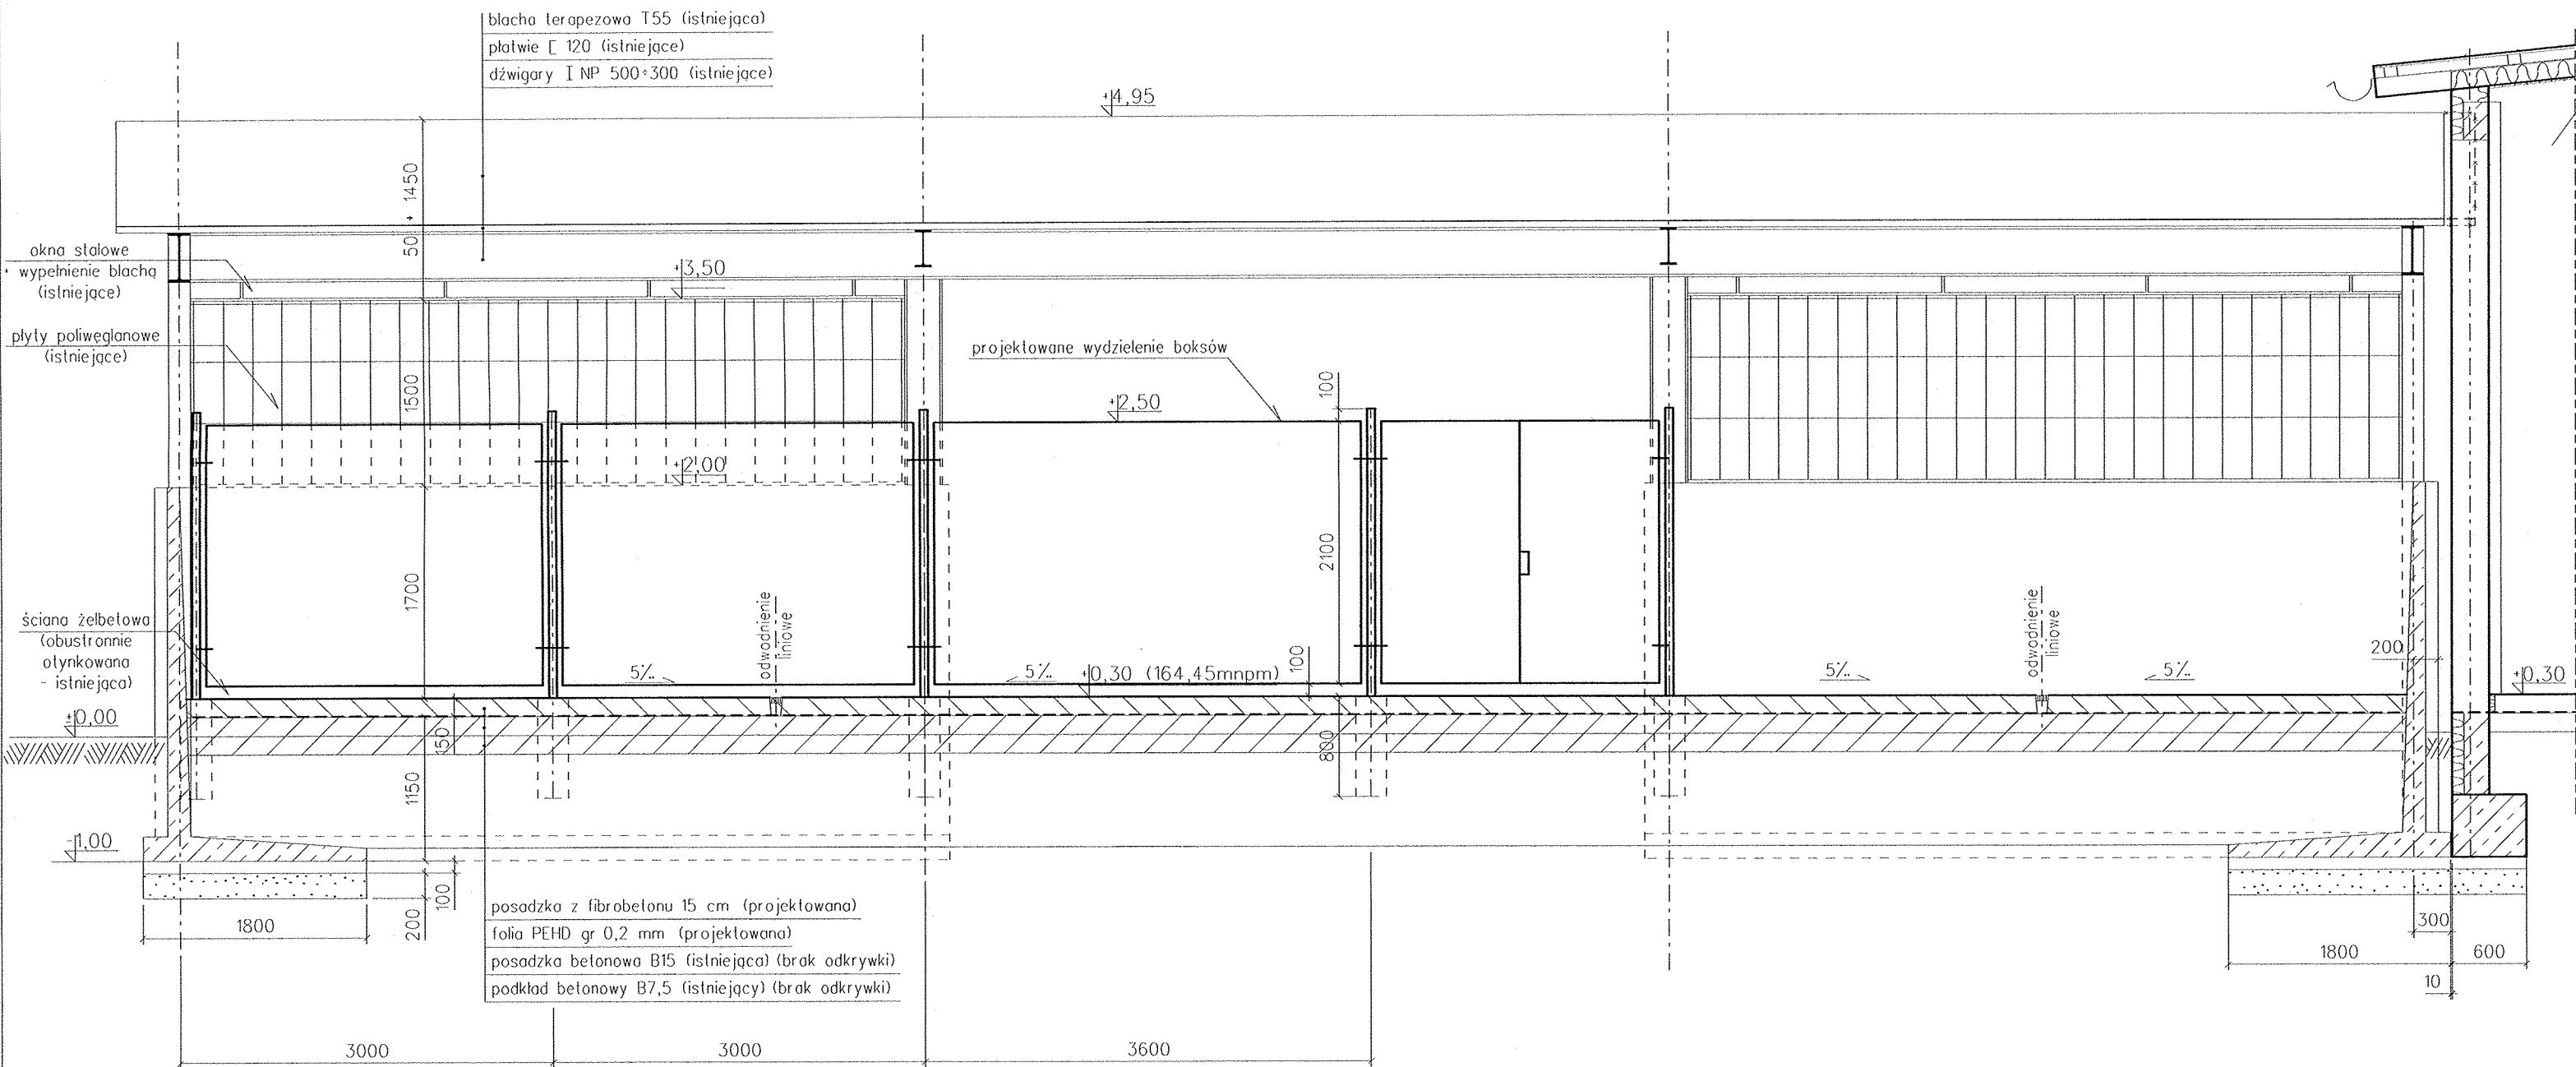 blacha terapezowa T55 (istniejąca)
płatwie [ 120 (istniejące)
dźwigary I NP 500÷300 (istniejące)
+4,95
50 + 1450
okna stalowe
+ wypełnienie blachą
(istniejące)
+3,50
płyty poliwęglanowe
(istniejące)
projektowane wydzielenie boksów
1500
100
+2,50
+2,00
1700
2100
odwodnienie
liniowe
odwodnienie
liniowe
ściana żelbetowa
(obustronnie
otynkowana
- istniejąca)
5%
5%
+0,30 (164,45mnpm)
100
5%
5%
200
+0,30
±0,00
150
800
1150
-1,00
100
200
1800
posadzka z fibrobetonu 15 cm (projektowana)
folia PEHD gr 0,2 mm (projektowana)
posadzka betonowa B15 (istniejąca) (brak odkrywki)
podkład betonowy B7,5 (istniejący) (brak odkrywki)
300
1800
600
10
3000
3000
3600